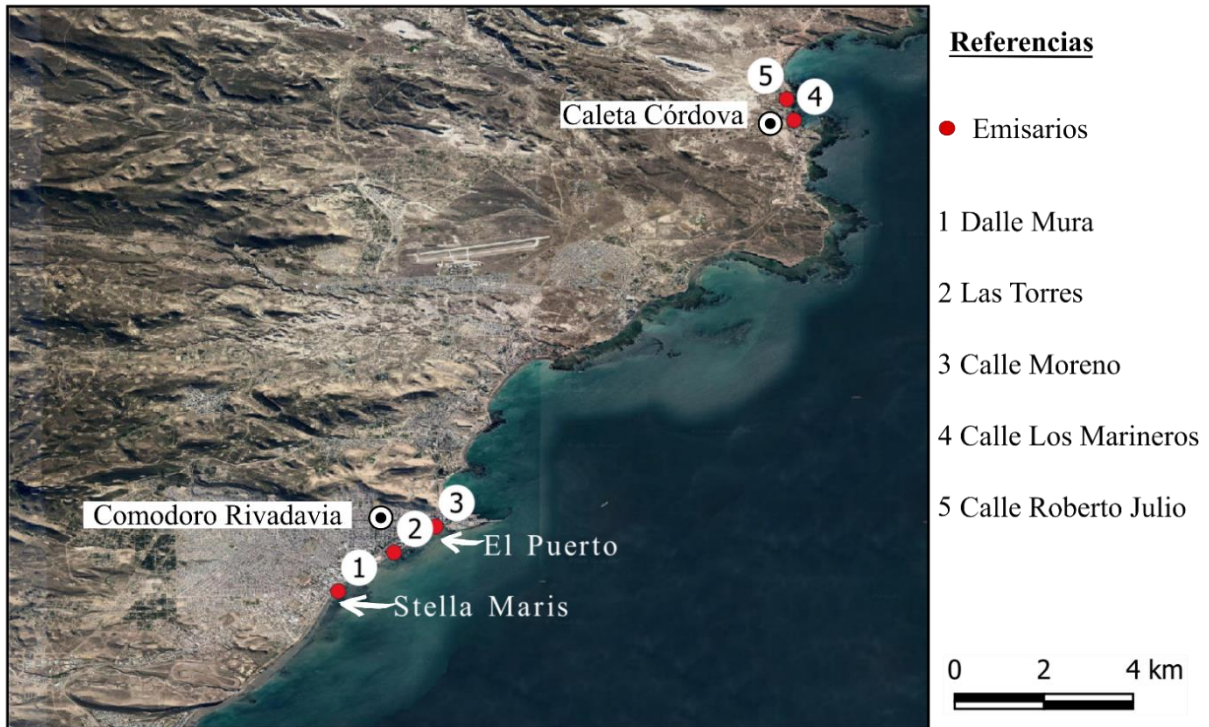 5
4
Caleta Córdova
Comodoro Rivadavia
3
2
El Puerto
1
Stella Maris
Referencias
Emisarios
1 Dalle Mura
2 Las Torres
3 Calle Moreno
4 Calle Los Marineros
5 Calle Roberto Julio
0 2 4 km